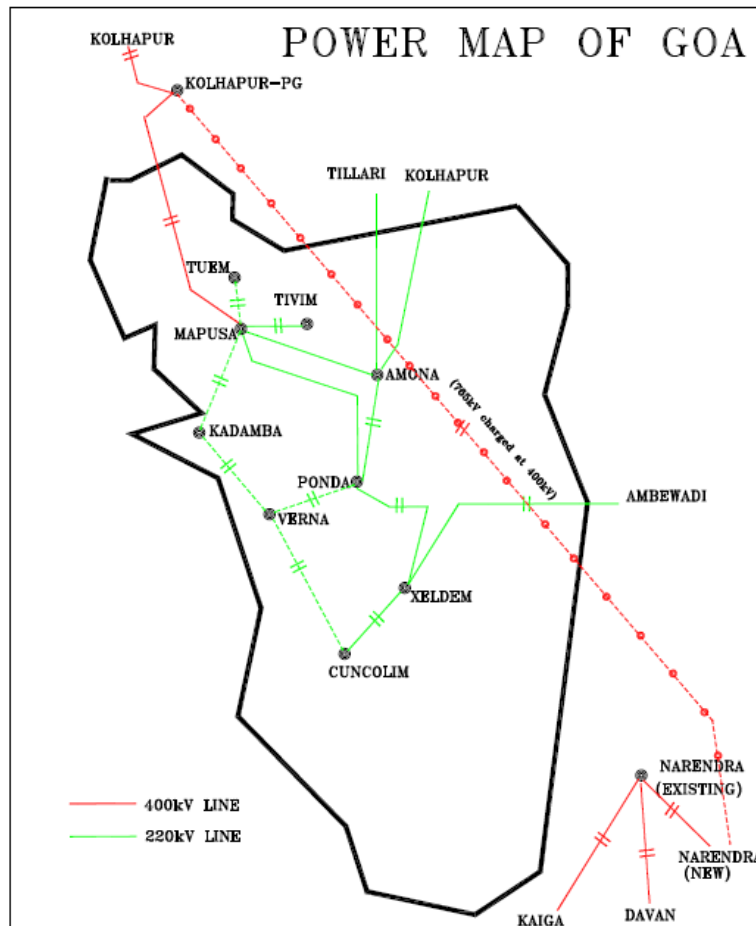 POWER MAP OF GOA
KOLHAPUR
KOLHAPUR-PG
TILLARI
KOLHAPUR
TUEM
TIVIM
MAPUSA
AMONA
(765kV charged at 400kV)
KADAMBA
PONDA
AMBEWADI
VERNA
XELDEM
CUNCOLIM
NARENDRA
(EXISTING)
400kV LINE
220kV LINE
NARENDRA
(NEW)
KAIGA
DAVAN